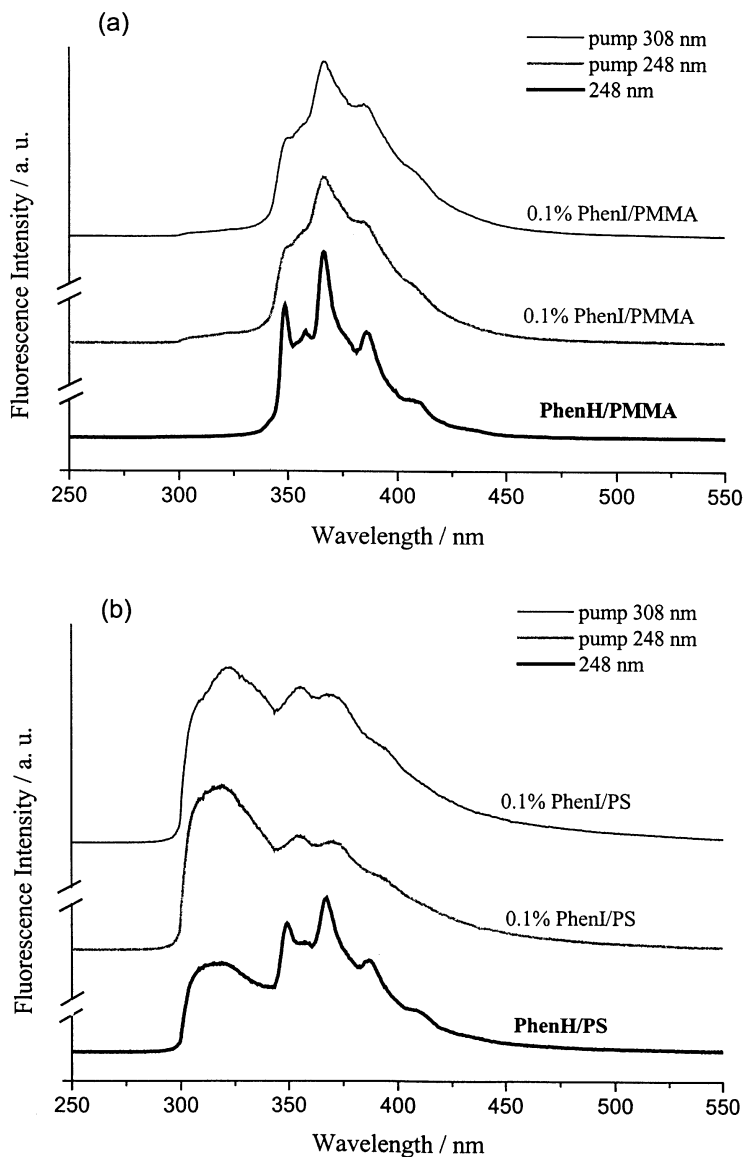 (a)
pump 308 nm
pump 248 nm
248 nm
Fluorescence Intensity / a. u.
0.1% PhenI/PMMA
0.1% PhenI/PMMA
PhenH/PMMA
250 300 350 400 450 500 550
Wavelength / nm
(b)
pump 308 nm
pump 248 nm
248 nm
Fluorescence Intensity / a. u.
0.1% PhenI/PS
0.1% PhenI/PS
PhenH/PS
250 300 350 400 450 500 550
Wavelength / nm